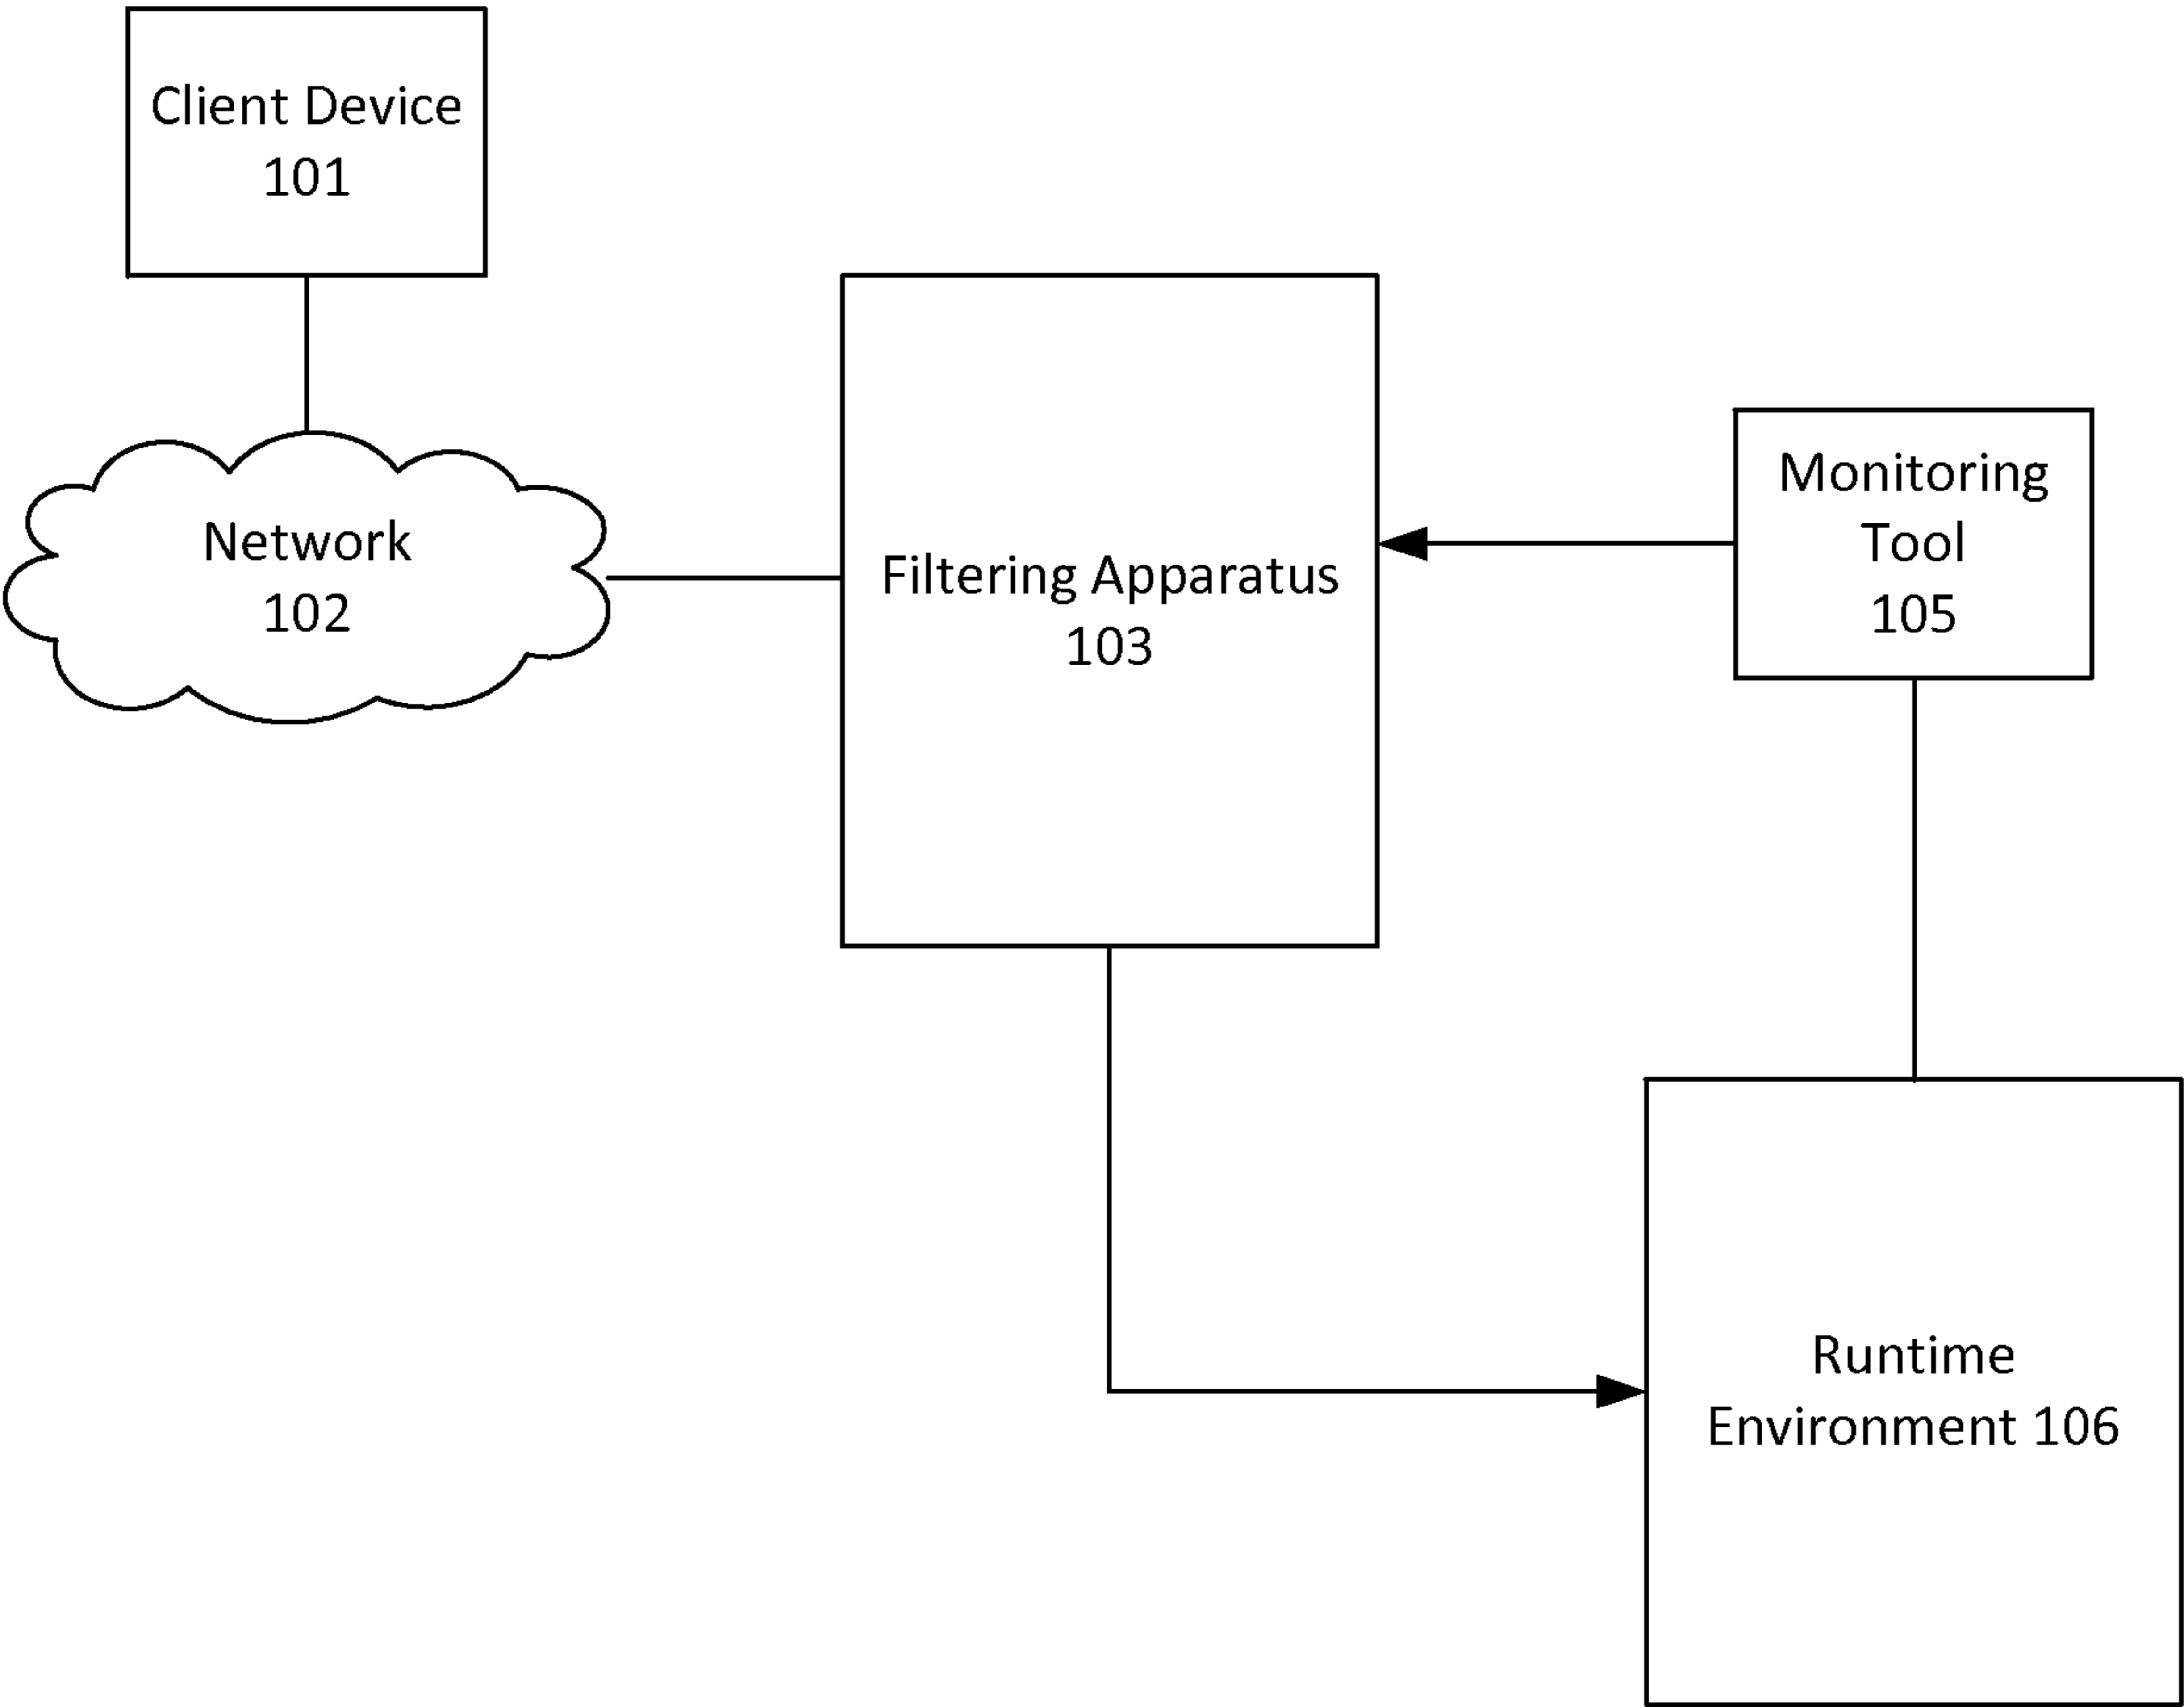 Client Device
101
Network
102
Filtering Apparatus
103
Monitoring
Tool
105
Runtime
Environment 106